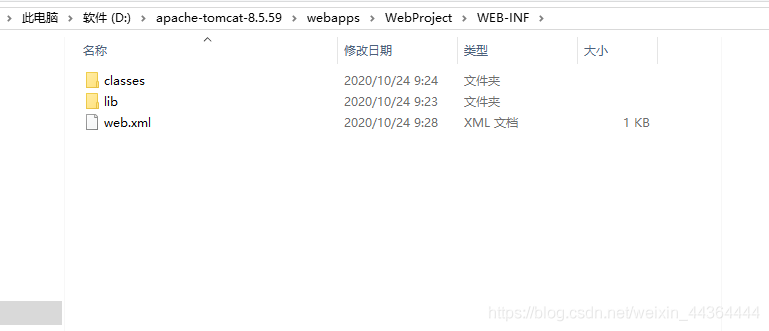 此电脑 > 软件 (D:) > apache-tomcat-8.5.59 > webapps > WebProject > WEB-INF >
名称 修改日期 类型 大小
classes 2020/10/24 9:24 文件夹
lib 2020/10/24 9:23 文件夹
web.xml 2020/10/24 9:28 XML 文档 1 KB
https://blog.csdn.net/weixin_44364444